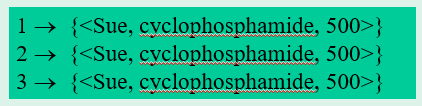 1 → {<Sue, cyclophosphamide, 500>}
2 → {<Sue, cyclophosphamide, 500>}
3 → {<Sue, cyclophosphamide, 500>}